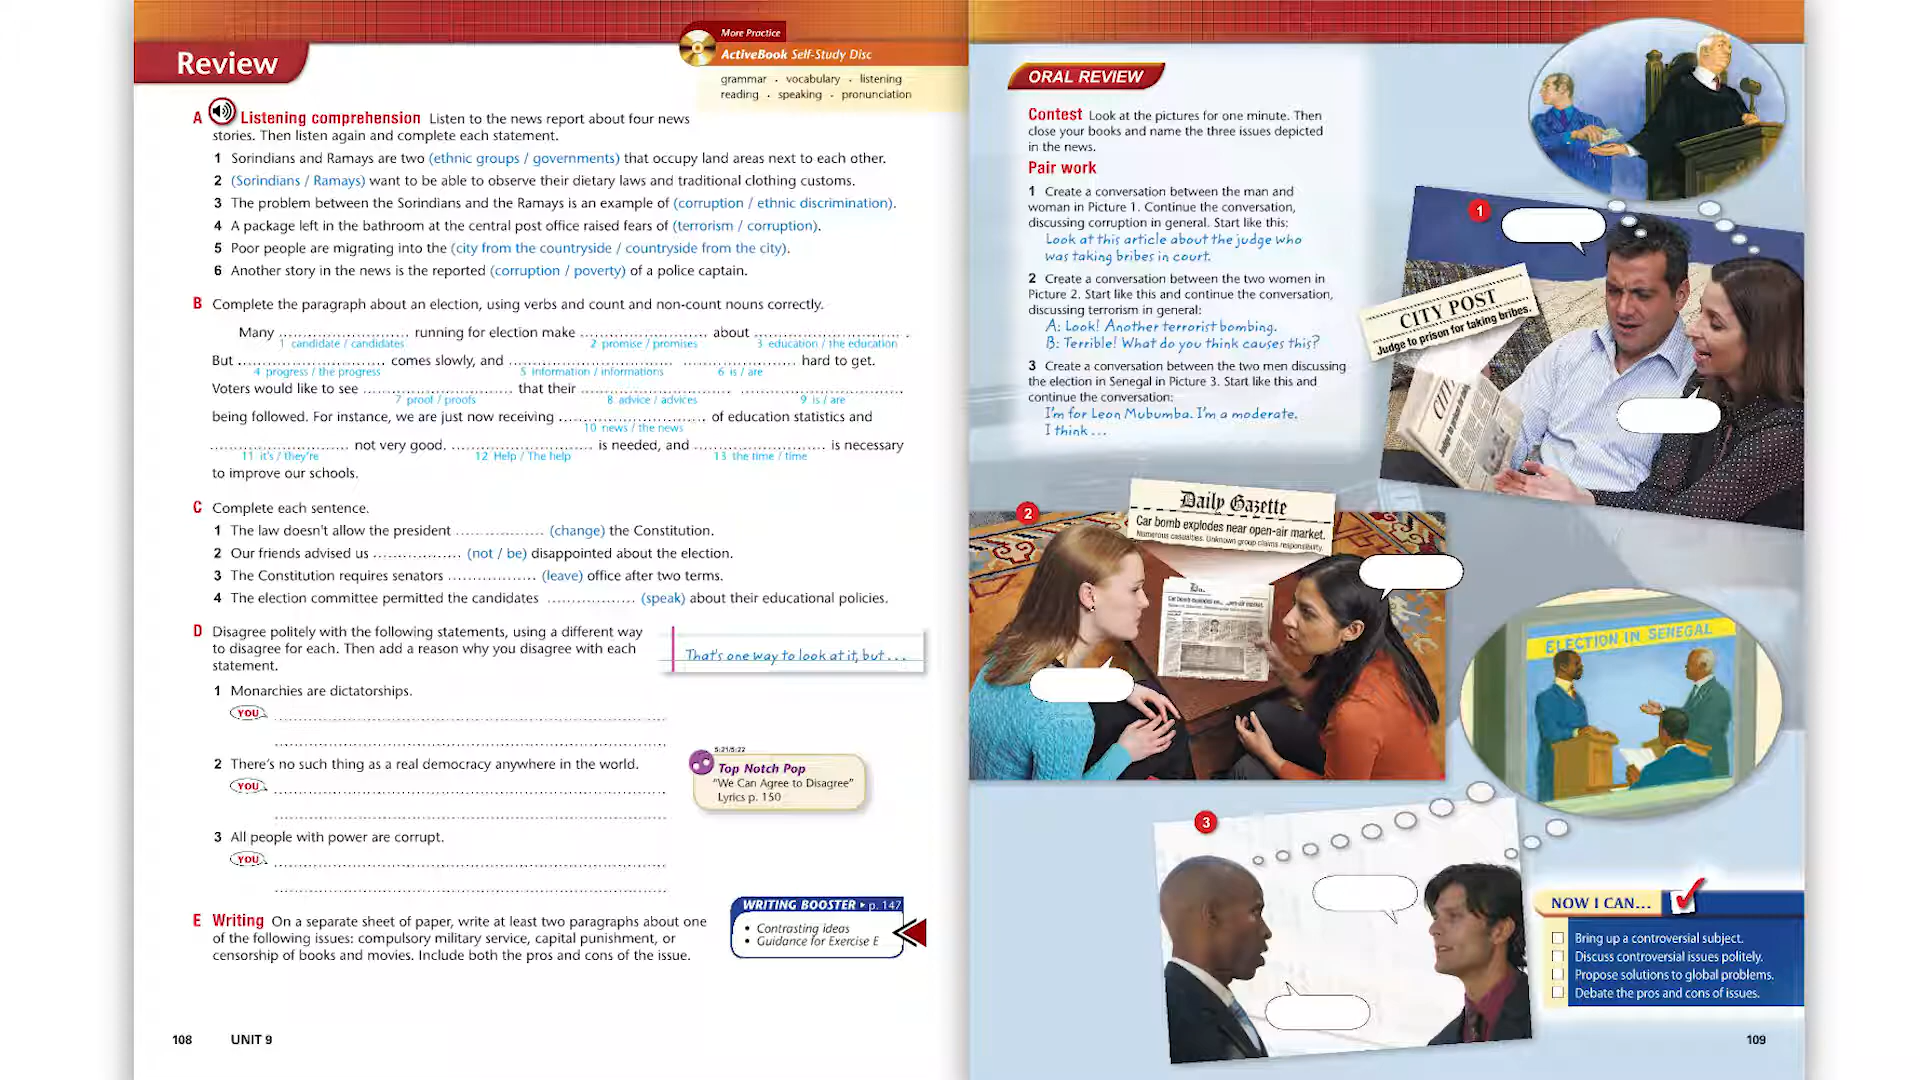 Review
More Practice
ActiveBook Self-Study Disc
grammar · vocabulary · listening
reading · speaking · pronunciation
A Listening comprehension Listen to the news report about four news
stories. Then listen again and complete each statement.
1 Sorindians and Ramays are two (ethnic groups / governments) that occupy land areas next to each other.
2 (Sorindians / Ramays) want to be able to observe their dietary laws and traditional clothing customs.
3 The problem between the Sorindians and the Ramays is an example of (corruption / ethnic discrimination).
4 A package left in the bathroom at the central post office raised fears of (terrorism / corruption).
5 Poor people are migrating into the (city from the countryside / countryside from the city).
6 Another story in the news is the reported (corruption / poverty) of a police captain.
B Complete the paragraph about an election, using verbs and count and non-count nouns correctly.
Many ........ running for election make ........ about ........ .
1 candidate / candidates 2 promise / promises 3 education / the education
But ........ comes slowly, and ........ ........ hard to get.
4 progress / the progress 5 information / informations 6 is / are
Voters would like to see ........ that their ........ ........
7 proof / proofs 8 advice / advices 9 is / are
being followed. For instance, we are just now receiving ........ of education statistics and
10 news / the news
........ not very good. ........ is needed, and ........ is necessary
11 it's / they're 12 Help / The help 13 the time / time
to improve our schools.
C Complete each sentence.
1 The law doesn't allow the president ........ (change) the Constitution.
2 Our friends advised us ........ (not / be) disappointed about the election.
3 The Constitution requires senators ........ (leave) office after two terms.
4 The election committee permitted the candidates ........ (speak) about their educational policies.
D Disagree politely with the following statements, using a different way
to disagree for each. Then add a reason why you disagree with each
statement.
That's one way to look at it, but ...
1 Monarchies are dictatorships.
YOU
2 There's no such thing as a real democracy anywhere in the world.
YOU
3 All people with power are corrupt.
YOU
5:21/5:22
Top Notch Pop
"We Can Agree to Disagree"
Lyrics p. 150
E Writing On a separate sheet of paper, write at least two paragraphs about one
of the following issues: compulsory military service, capital punishment, or
censorship of books and movies. Include both the pros and cons of the issue.
WRITING BOOSTER ▸ p. 147
• Contrasting ideas
• Guidance for Exercise E
108 UNIT 9
ORAL REVIEW
Contest Look at the pictures for one minute. Then
close your books and name the three issues depicted
in the news.
Pair work
1 Create a conversation between the man and
woman in Picture 1. Continue the conversation,
discussing corruption in general. Start like this:
Look at this article about the judge who
was taking bribes in court.
2 Create a conversation between the two women in
Picture 2. Start like this and continue the conversation,
discussing terrorism in general:
A: Look! Another terrorist bombing.
B: Terrible! What do you think causes this?
3 Create a conversation between the two men discussing
the election in Senegal in Picture 3. Start like this and
continue the conversation:
I'm for Leon Mubumba. I'm a moderate.
I think ...
1
CITY POST
Judge to prison for taking bribes.
CITY
Judge to prison for taking
2
Daily Gazette
Car bomb explodes near open-air market.
Numerous casualties. Unknown group claims responsibility.
Car bomb explodes near open-air market.
ELECTION IN SENEGAL
3
NOW I CAN...
Bring up a controversial subject.
Discuss controversial issues politely.
Propose solutions to global problems.
Debate the pros and cons of issues.
109